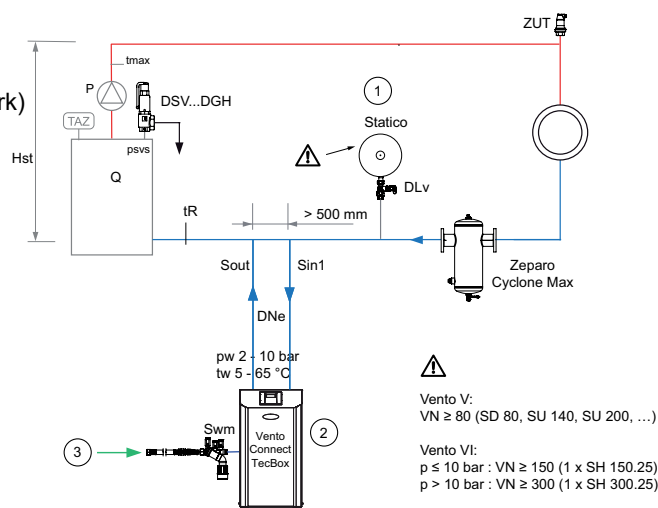 ZUT
tmax
P
DSV...DGH
rk)
TAZ
psvs
Hst
Q
1
Statico
DLv
tR
> 500 mm
Sout
Sin1
Zeparo
Cyclone Max
DNe
pw 2 - 10 bar
tw 5 - 65 °C
Swm
Vento
Connect
TecBox
2
3
Vento V:
VN ≥ 80 (SD 80, SU 140, SU 200, …)
Vento VI:
p ≤ 10 bar : VN ≥ 150 (1 x SH 150.25)
p > 10 bar : VN ≥ 300 (1 x SH 300.25)